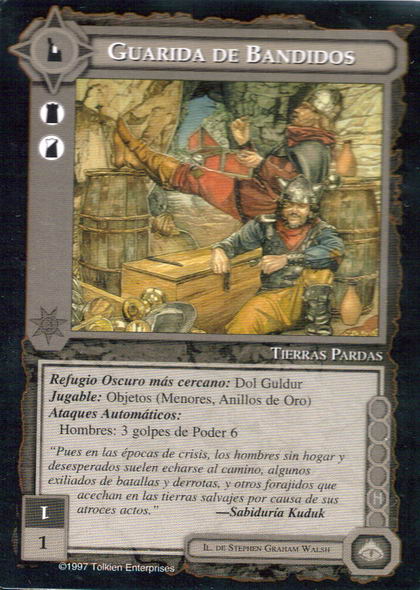 GUARIDA DE BANDIDOS
TIERRAS PARDAS
Refugio Oscuro más cercano: Dol Guldur
Jugable: Objetos (Menores, Anillos de Oro)
Ataques Automáticos:
Hombres: 3 golpes de Poder 6
"Pues en las épocas de crisis, los hombres sin hogar y
desesperados suelen echarse al camino, algunos
exiliados de batallas y derrotas, y otros forajidos que
acechan en las tierras salvajes por causa de sus
atroces actos." —Sabiduría Kuduk
H
I
1
IL. DE STEPHEN GRAHAM WALSH
©1997 Tolkien Enterprises